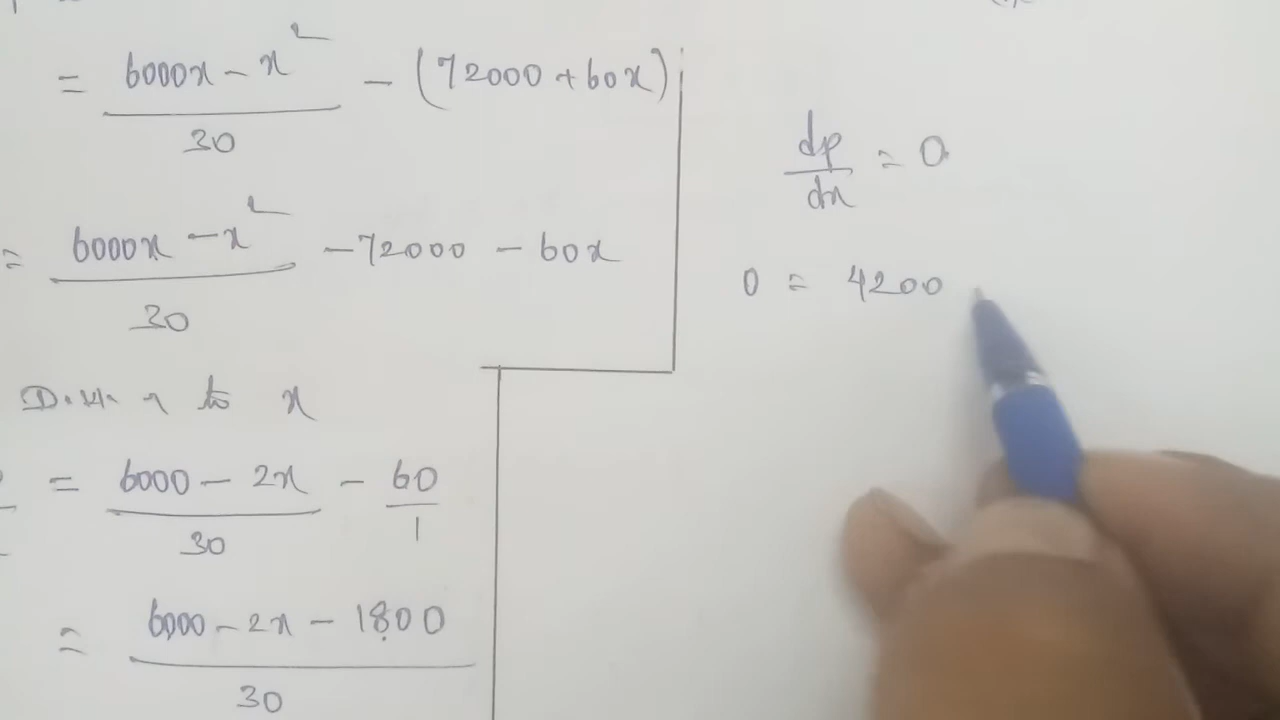 = 6000x - x² / 30 - (72000 + 60x)
= 6000x - x² / 30 - 72000 - 60x
D.w. r to x
= 6000 - 2x / 30 - 60 / 1
= 6000 - 2x - 1800 / 30
dp / dx = 0
0 = 4200